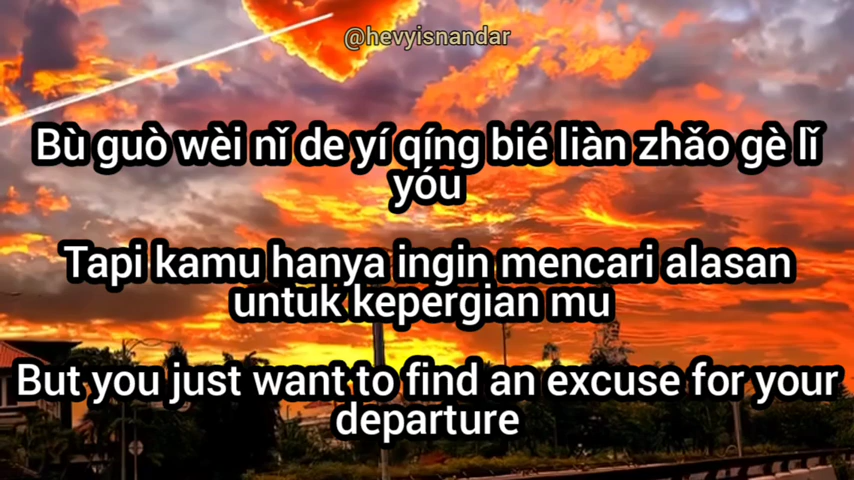 @hevyisnandar
Bù guò wèi nǐ de yí qíng bié liàn zhǎo gè lǐ
yóu
Tapi kamu hanya ingin mencari alasan
untuk kepergian mu
But you just want to find an excuse for your
departure